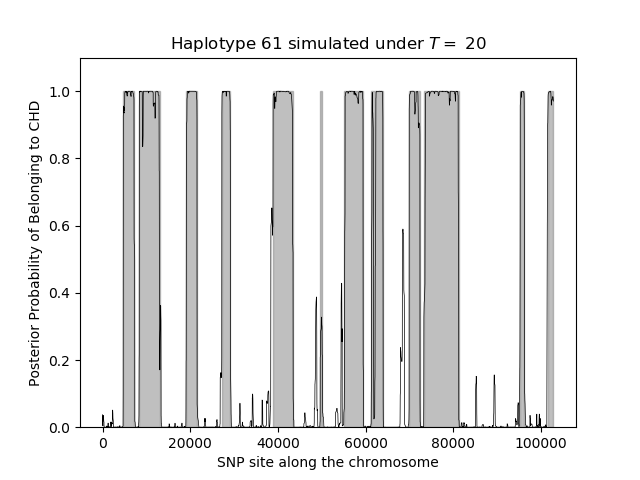 Haplotype 61 simulated under T = 20
Posterior Probability of Belonging to CHD
1.0
0.8
0.6
0.4
0.2
0.0
0 20000 40000 60000 80000 100000
SNP site along the chromosome